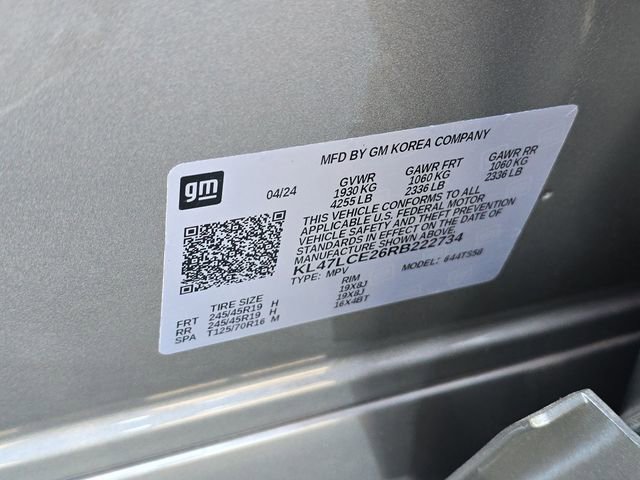 MFD BY GM KOREA COMPANY
gm
04/24
GVWR GAWR FRT GAWR RR
1930 KG 1060 KG 1060 KG
4255 LB 2336 LB 2336 LB
THIS VEHICLE CONFORMS TO ALL
APPLICABLE U.S. FEDERAL MOTOR
VEHICLE SAFETY AND THEFT PREVENTION
STANDARDS IN EFFECT ON THE DATE OF
MANUFACTURE SHOWN ABOVE.
KL47LCE26RB222734
TYPE: MPV MODEL: 644TS58
TIRE SIZE RIM
FRT 245/45R19 H 19X8J
RR 245/45R19 H 19X8J
SPA T125/70R16 M 16X4BT